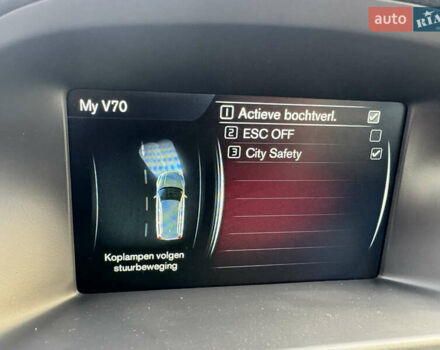 auto RIA
My V70
1 Actieve bochtverl.
2 ESC OFF
3 City Safety
Koplampen volgen
stuurbeweging